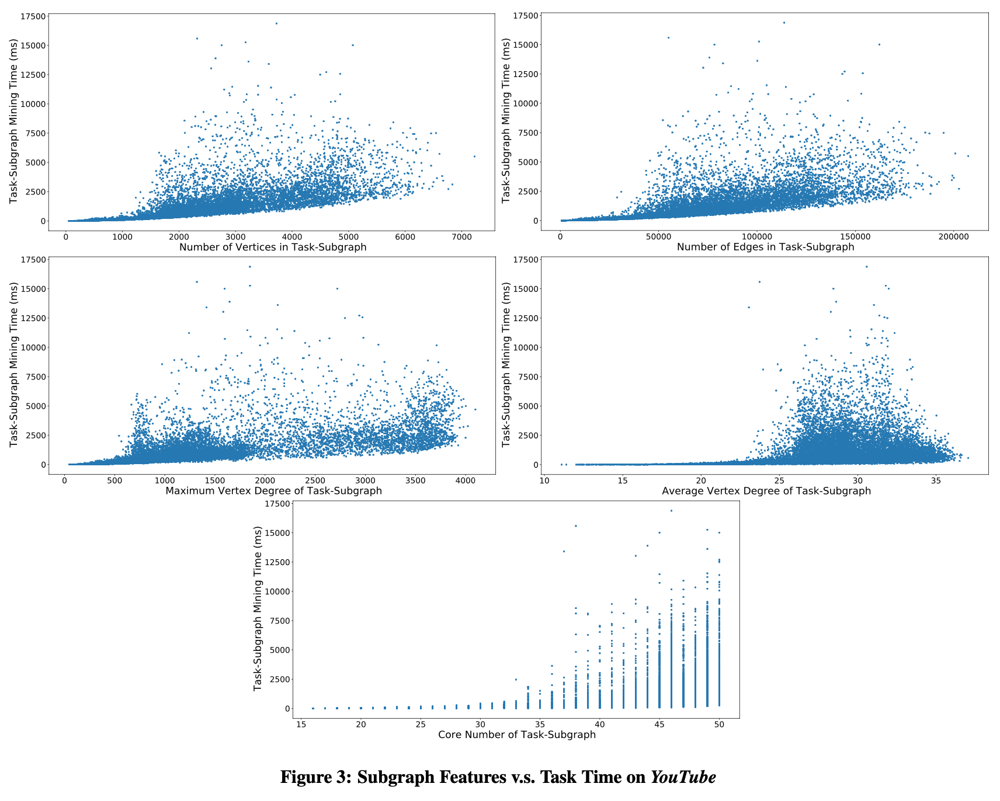 17500
15000
12500
10000
7500
5000
2500
0
Task-Subgraph Mining Time (ms)
0 1000 2000 3000 4000 5000 6000 7000
Number of Vertices in Task-Subgraph
17500
15000
12500
10000
7500
5000
2500
0
Task-Subgraph Mining Time (ms)
0 50000 100000 150000 200000
Number of Edges in Task-Subgraph
17500
15000
12500
10000
7500
5000
2500
0
Task-Subgraph Mining Time (ms)
0 500 1000 1500 2000 2500 3000 3500 4000
Maximum Vertex Degree of Task-Subgraph
17500
15000
12500
10000
7500
5000
2500
0
Task-Subgraph Mining Time (ms)
10 15 20 25 30 35
Average Vertex Degree of Task-Subgraph
17500
15000
12500
10000
7500
5000
2500
0
Task-Subgraph Mining Time (ms)
15 20 25 30 35 40 45 50
Core Number of Task-Subgraph
Figure 3: Subgraph Features v.s. Task Time on YouTube